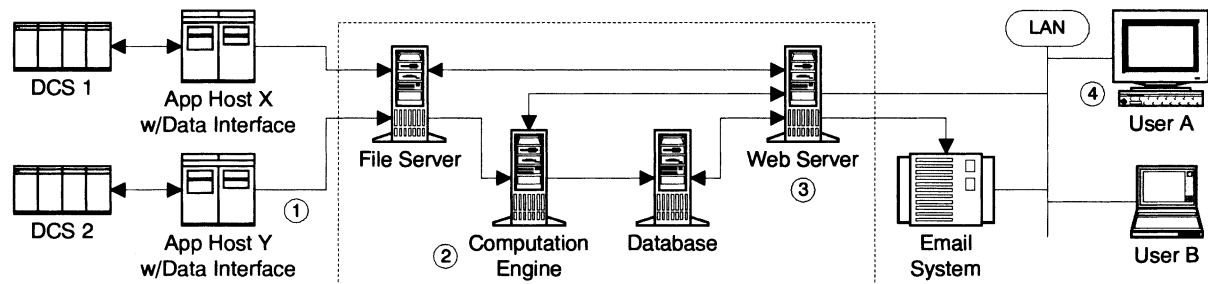 LAN
DCS 1
App Host X
w/Data Interface
File Server
Web Server
4
User A
DCS 2
1
App Host Y
w/Data Interface
2
Computation
Engine
Database
3
Email
System
User B